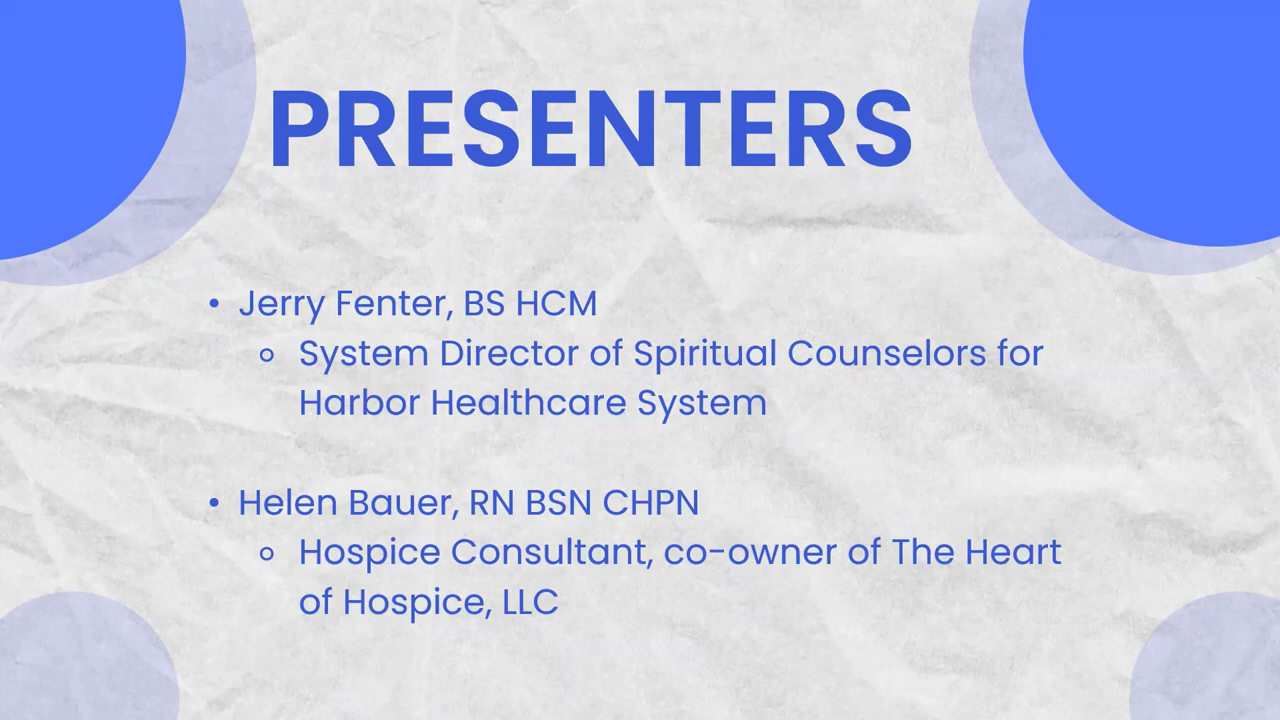 PRESENTERS
• Jerry Fenter, BS HCM
○ System Director of Spiritual Counselors for
Harbor Healthcare System
• Helen Bauer, RN BSN CHPN
○ Hospice Consultant, co-owner of The Heart
of Hospice, LLC